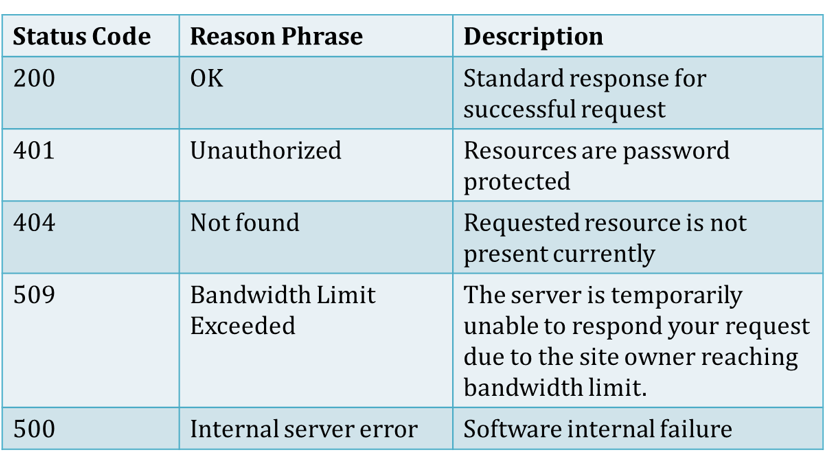 Status Code Reason Phrase Description
200 OK Standard response for
successful request
401 Unauthorized Resources are password
protected
404 Not found Requested resource is not
present currently
509 Bandwidth Limit The server is temporarily
Exceeded unable to respond your request
due to the site owner reaching
bandwidth limit.
500 Internal server error Software internal failure